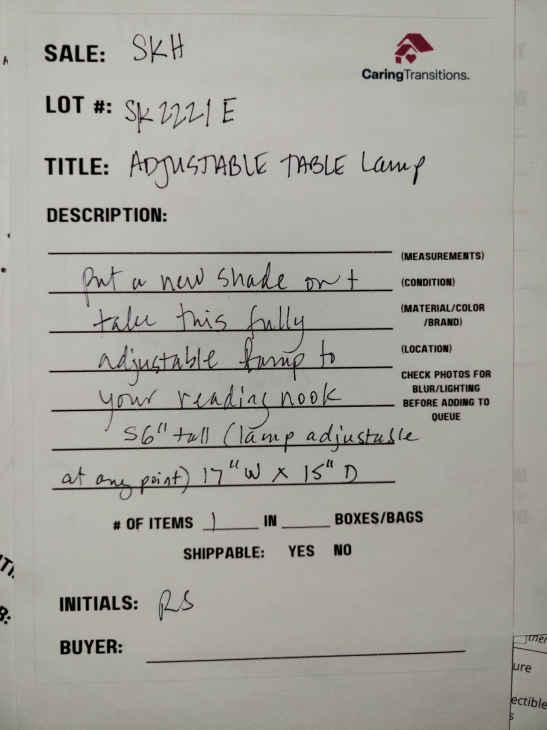 SALE: SKH
CaringTransitions.
LOT #: SK2221E
TITLE: ADJUSTABLE TABLE Lamp
DESCRIPTION:
(MEASUREMENTS)
Put a new shade on + (CONDITION)
take this fully (MATERIAL/COLOR
/BRAND)
adjustable lamp to (LOCATION)
CHECK PHOTOS FOR
your reading nook BLUR/LIGHTING
BEFORE ADDING TO
QUEUE
56" tall (lamp adjustable
at any point) 17" W x 15" D
# OF ITEMS 1 IN BOXES/BAGS
SHIPPABLE: YES NO
INITIALS: RS
BUYER:
ure
ectible
s